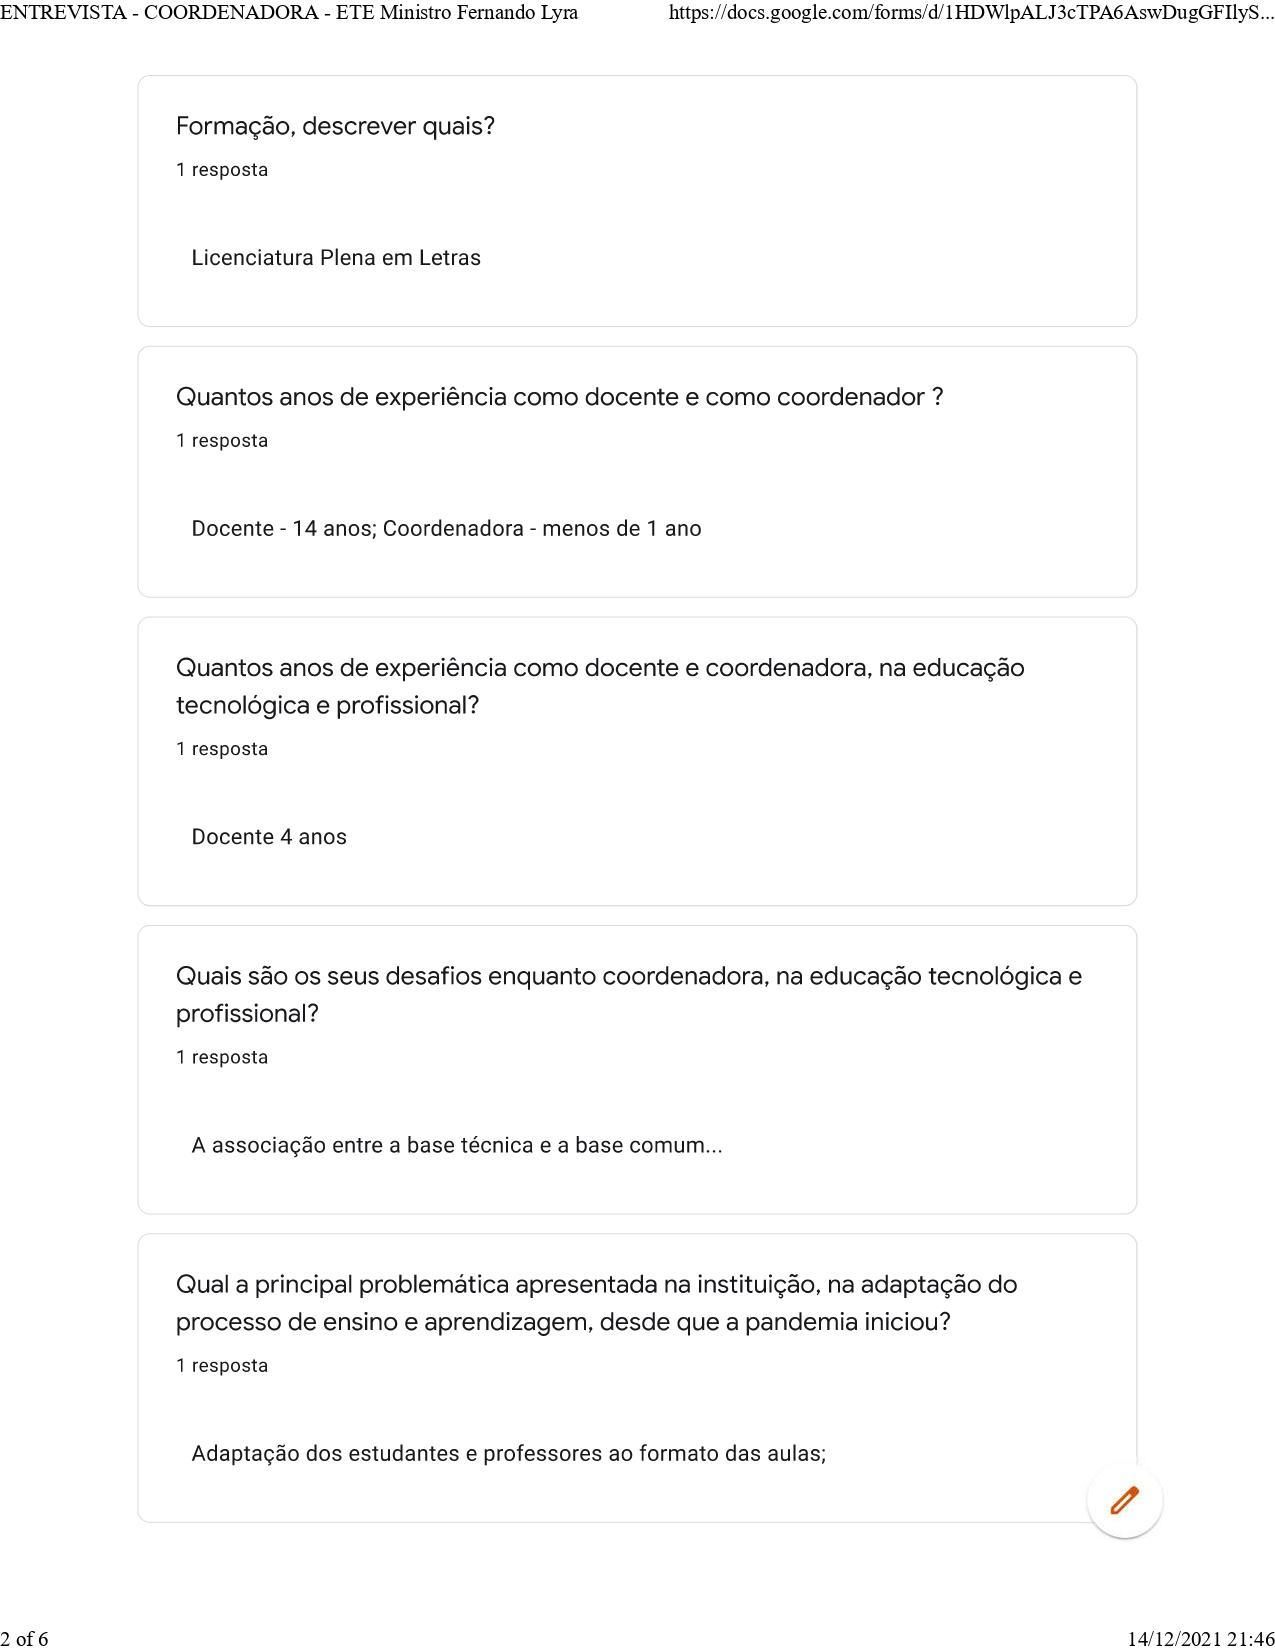 ENTREVISTA - COORDENADORA - ETE Ministro Fernando Lyra
https://docs.google.com/forms/d/1HDWlpALJ3cTPA6AswDugGFIlyS...
Formação, descrever quais?
1 resposta
Licenciatura Plena em Letras
Quantos anos de experiência como docente e como coordenador ?
1 resposta
Docente - 14 anos; Coordenadora - menos de 1 ano
Quantos anos de experiência como docente e coordenadora, na educação
tecnológica e profissional?
1 resposta
Docente 4 anos
Quais são os seus desafios enquanto coordenadora, na educação tecnológica e
profissional?
1 resposta
A associação entre a base técnica e a base comum...
Qual a principal problemática apresentada na instituição, na adaptação do
processo de ensino e aprendizagem, desde que a pandemia iniciou?
1 resposta
Adaptação dos estudantes e professores ao formato das aulas;
2 of 6
14/12/2021 21:46